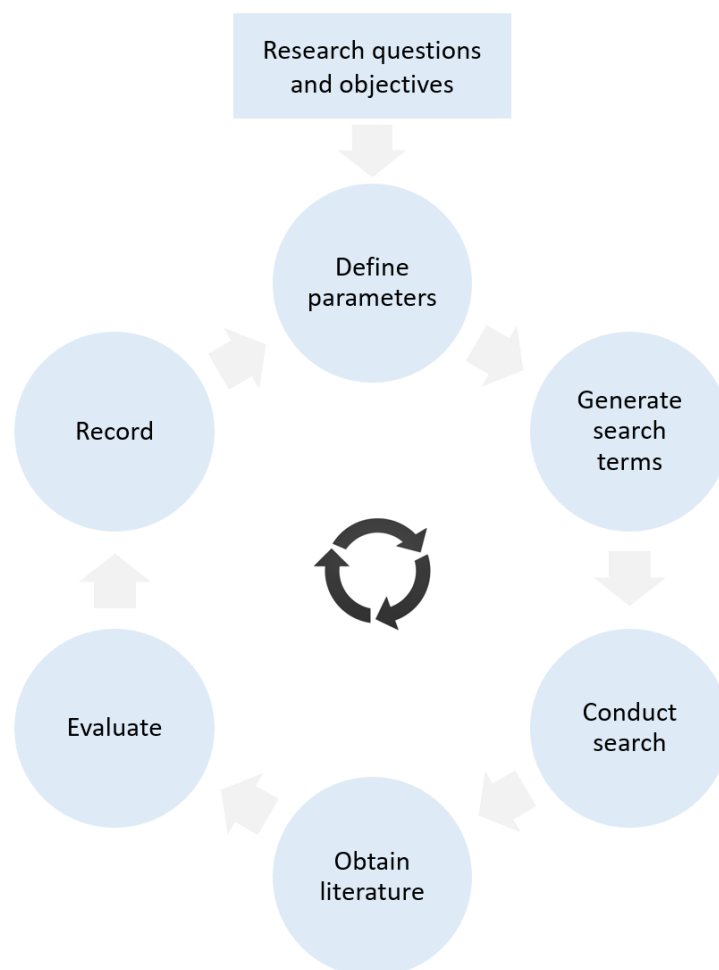 Research questions
and objectives
Define
parameters
Generate
search
terms
Conduct
search
Obtain
literature
Evaluate
Record